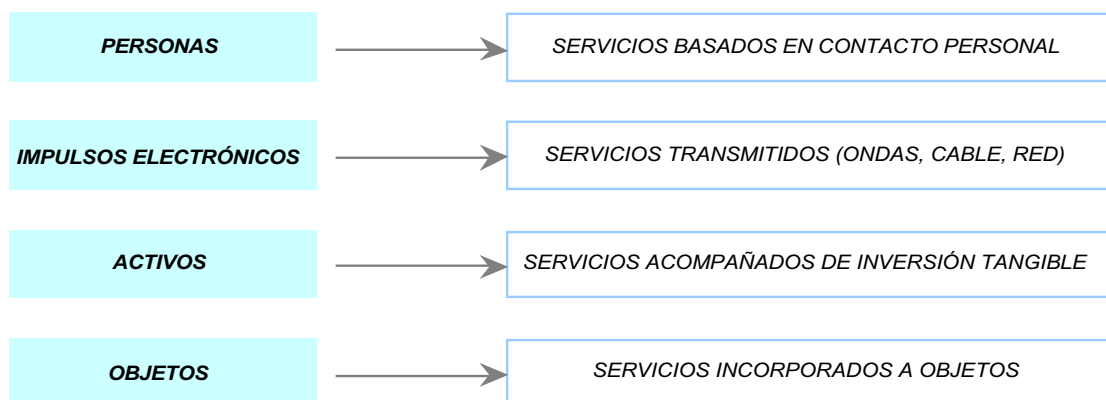 PERSONAS
SERVICIOS BASADOS EN CONTACTO PERSONAL
IMPULSOS ELECTRÓNICOS
SERVICIOS TRANSMITIDOS (ONDAS, CABLE, RED)
ACTIVOS
SERVICIOS ACOMPAÑADOS DE INVERSIÓN TANGIBLE
OBJETOS
SERVICIOS INCORPORADOS A OBJETOS